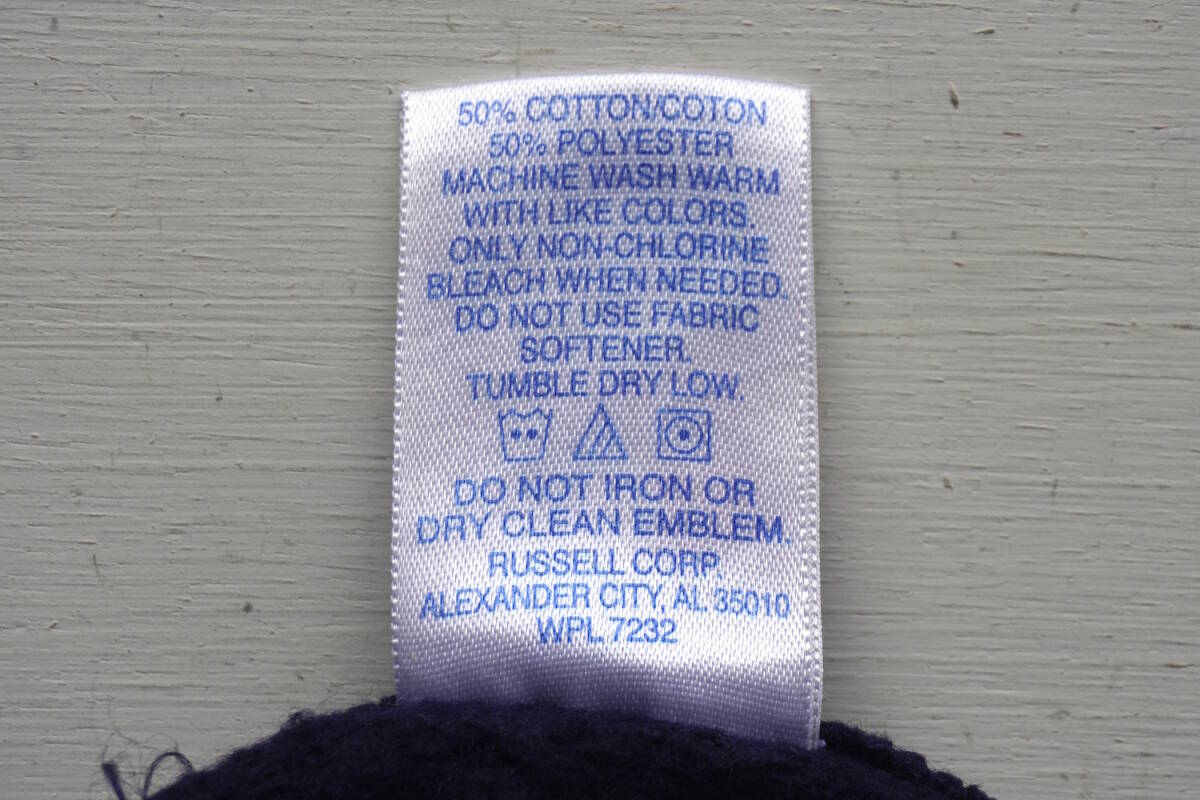 50% COTTON/COTON
50% POLYESTER
MACHINE WASH WARM
WITH LIKE COLORS.
ONLY NON-CHLORINE
BLEACH WHEN NEEDED.
DO NOT USE FABRIC
SOFTENER.
TUMBLE DRY LOW.
DO NOT IRON OR
DRY CLEAN EMBLEM.
RUSSELL CORP.
ALEXANDER CITY, AL 35010
WPL 7232